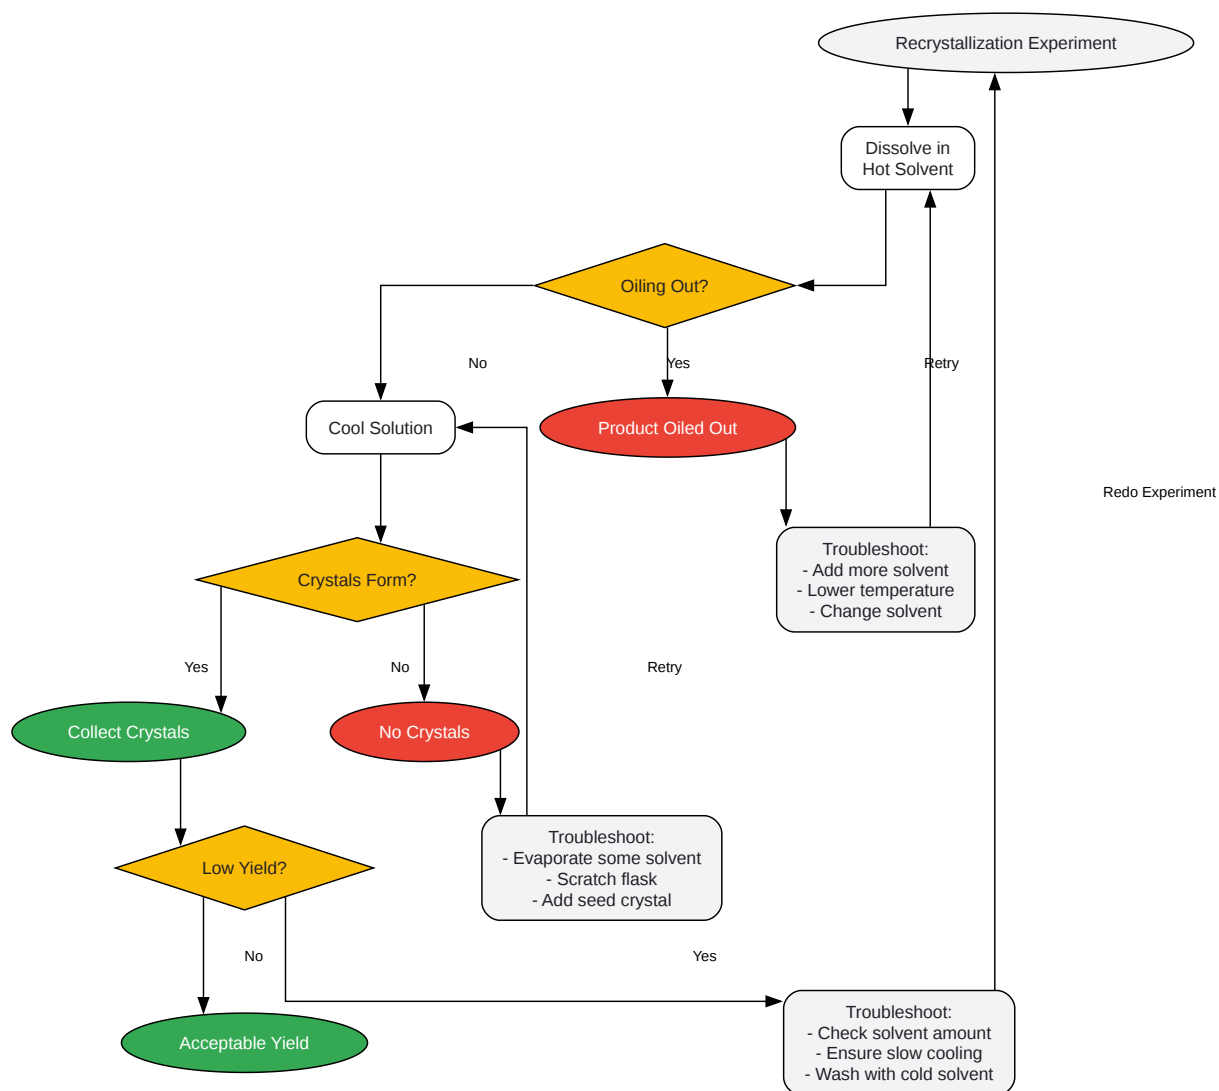 Recrystallization Experiment
Dissolve in
Hot Solvent
Oiling Out?
No
Yes
Retry
Cool Solution
Product Oiled Out
Redo Experiment
Troubleshoot:
- Add more solvent
- Lower temperature
- Change solvent
Crystals Form?
Yes
No
Retry
Collect Crystals
No Crystals
Troubleshoot:
- Evaporate some solvent
- Scratch flask
- Add seed crystal
Low Yield?
No
Yes
Acceptable Yield
Troubleshoot:
- Check solvent amount
- Ensure slow cooling
- Wash with cold solvent